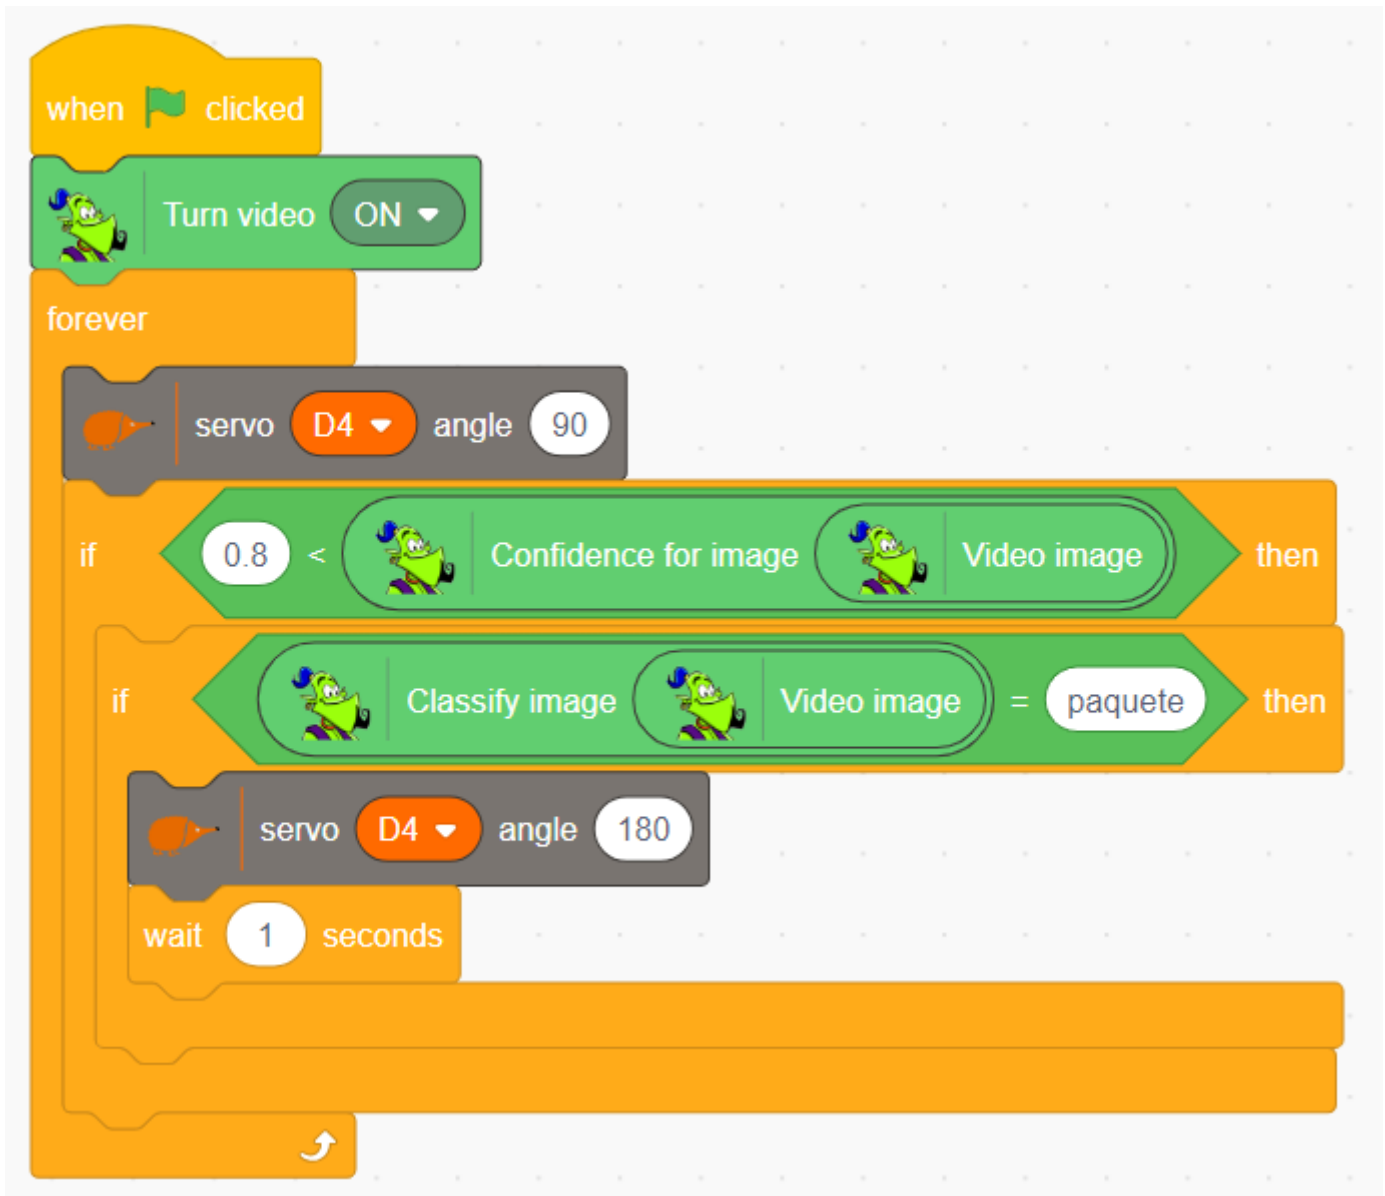 when clicked
Turn video ON
forever
servo D4 angle 90
if 0.8 < Confidence for image Video image then
if Classify image Video image = paquete then
servo D4 angle 180
wait 1 seconds